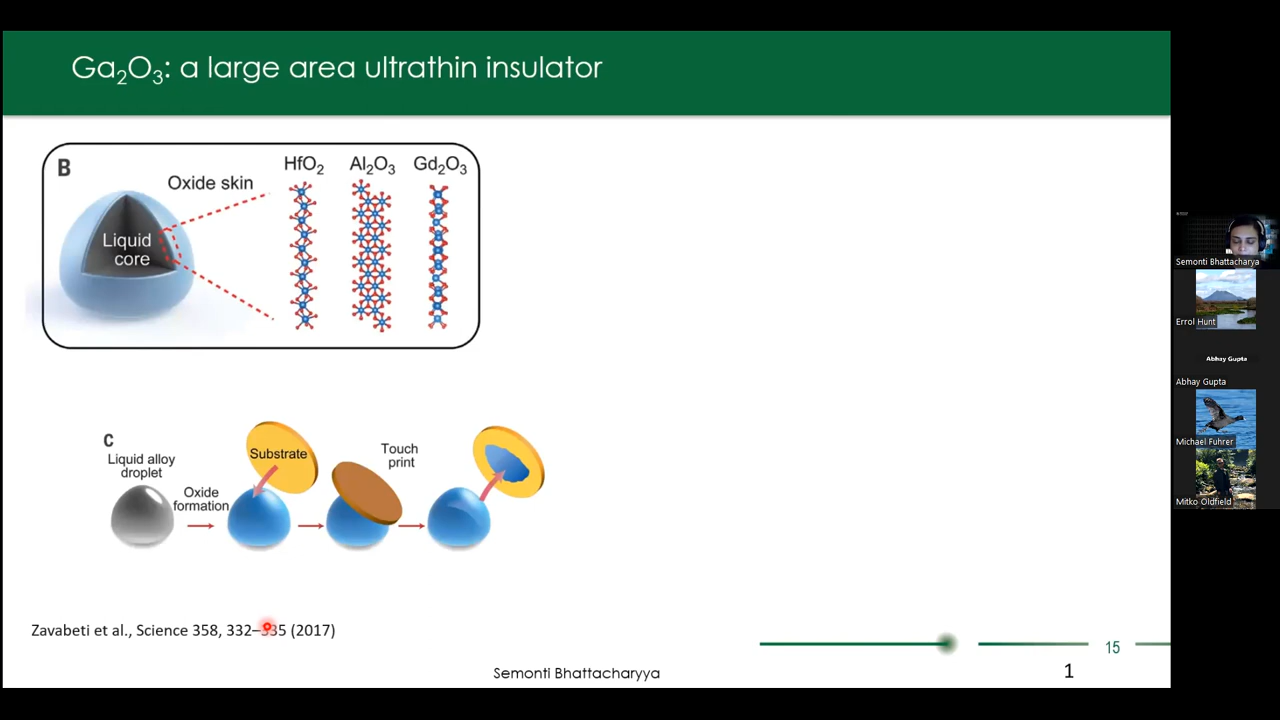 Ga₂O₃: a large area ultrathin insulator
B
Oxide skin
HfO₂ Al₂O₃ Gd₂O₃
Liquid
core
C
Liquid alloy
droplet
Oxide
formation
Substrate
Touch
print
Zavabeti et al., Science 358, 332–335 (2017)
Semonti Bhattacharyya
15
1
Semonti Bhattacharya
Errol Hunt
Abhay Gupta
Abhay Gupta
Michael Fuhrer
Mitko Oldfield